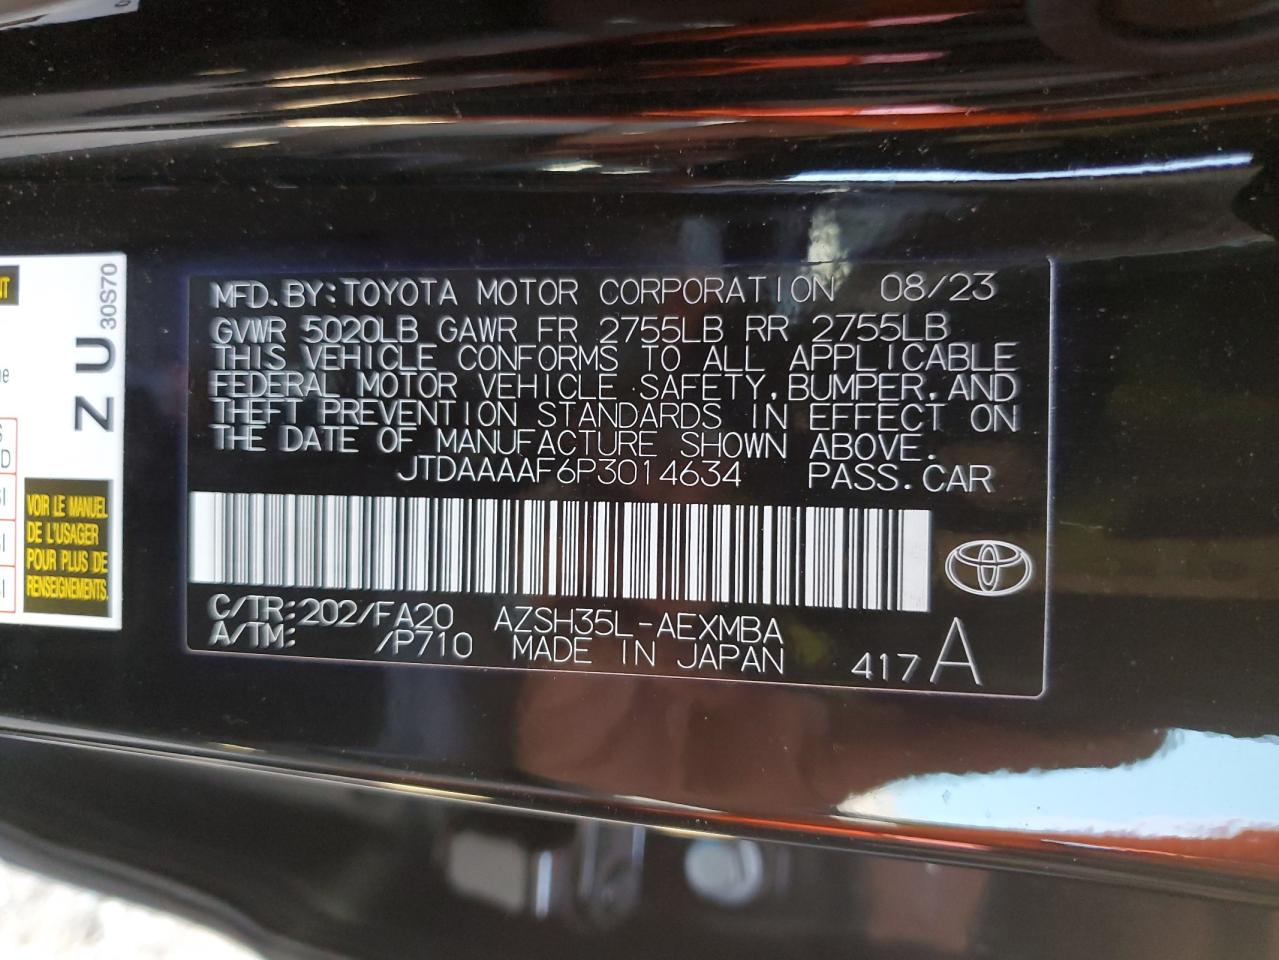 MFD.BY:TOYOTA MOTOR CORPORATION 08/23
GVWR 5020LB GAWR FR 2755LB RR 2755LB
THIS VEHICLE CONFORMS TO ALL APPLICABLE
FEDERAL MOTOR VEHICLE SAFETY,BUMPER,AND
THEFT PREVENTION STANDARDS IN EFFECT ON
THE DATE OF MANUFACTURE SHOWN ABOVE.
JTDAAAAF6P3014634 PASS.CAR
C/TR:202/FA20 AZSH35L-AEXMBA
A/TM: /P710 MADE IN JAPAN 417A
ZU
30S70
VOIR LE MANUEL
DE L'USAGER
POUR PLUS DE
RENSEIGNEMENTS.